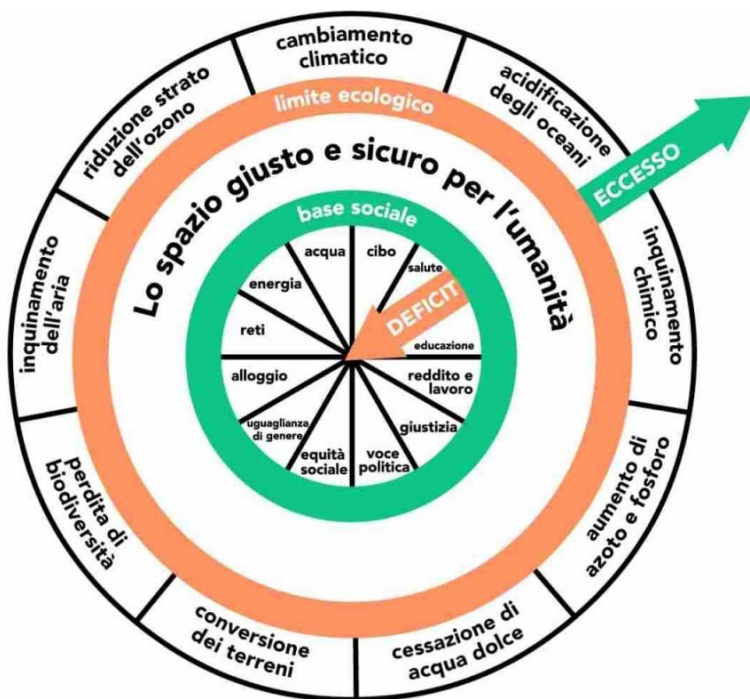 cambiamento
climatico
acidificazione
degli oceani
ECCESSO
inquinamento
chimico
aumento di
azoto e fosforo
cessazione di
acqua dolce
conversione
dei terreni
perdita di
biodiversità
inquinamento
dell'aria
riduzione strato
dell'ozono
limite ecologico
Lo spazio giusto e sicuro per l'umanità
base sociale
acqua
cibo
salute
DEFICIT
educazione
reddito e
lavoro
giustizia
voce
politica
equità
sociale
uguaglianza
di genere
alloggio
reti
energia